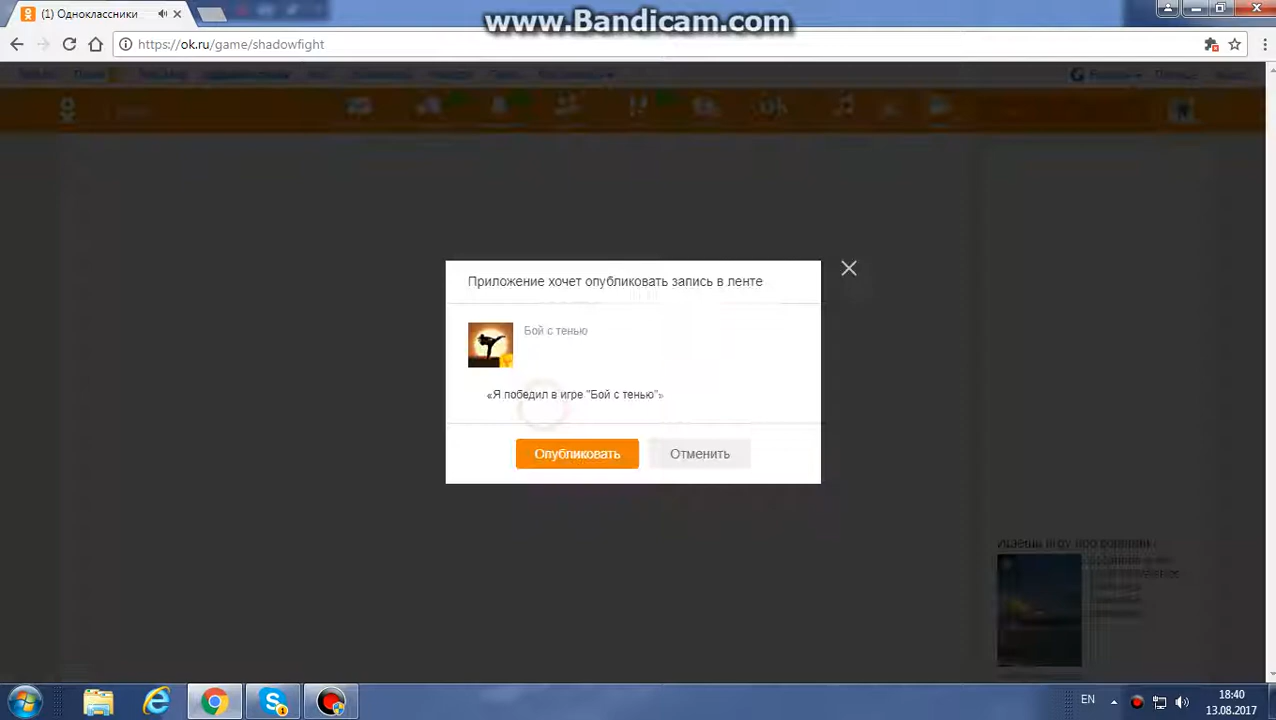 (1) Одноклассники
www.Bandicam.com
https://ok.ru/game/shadowfight
Приложение хочет опубликовать запись в ленте
Бой с тенью
«Я победил в игре "Бой с тенью"»
Опубликовать
Отменить
EN
18:40
13.08.2017